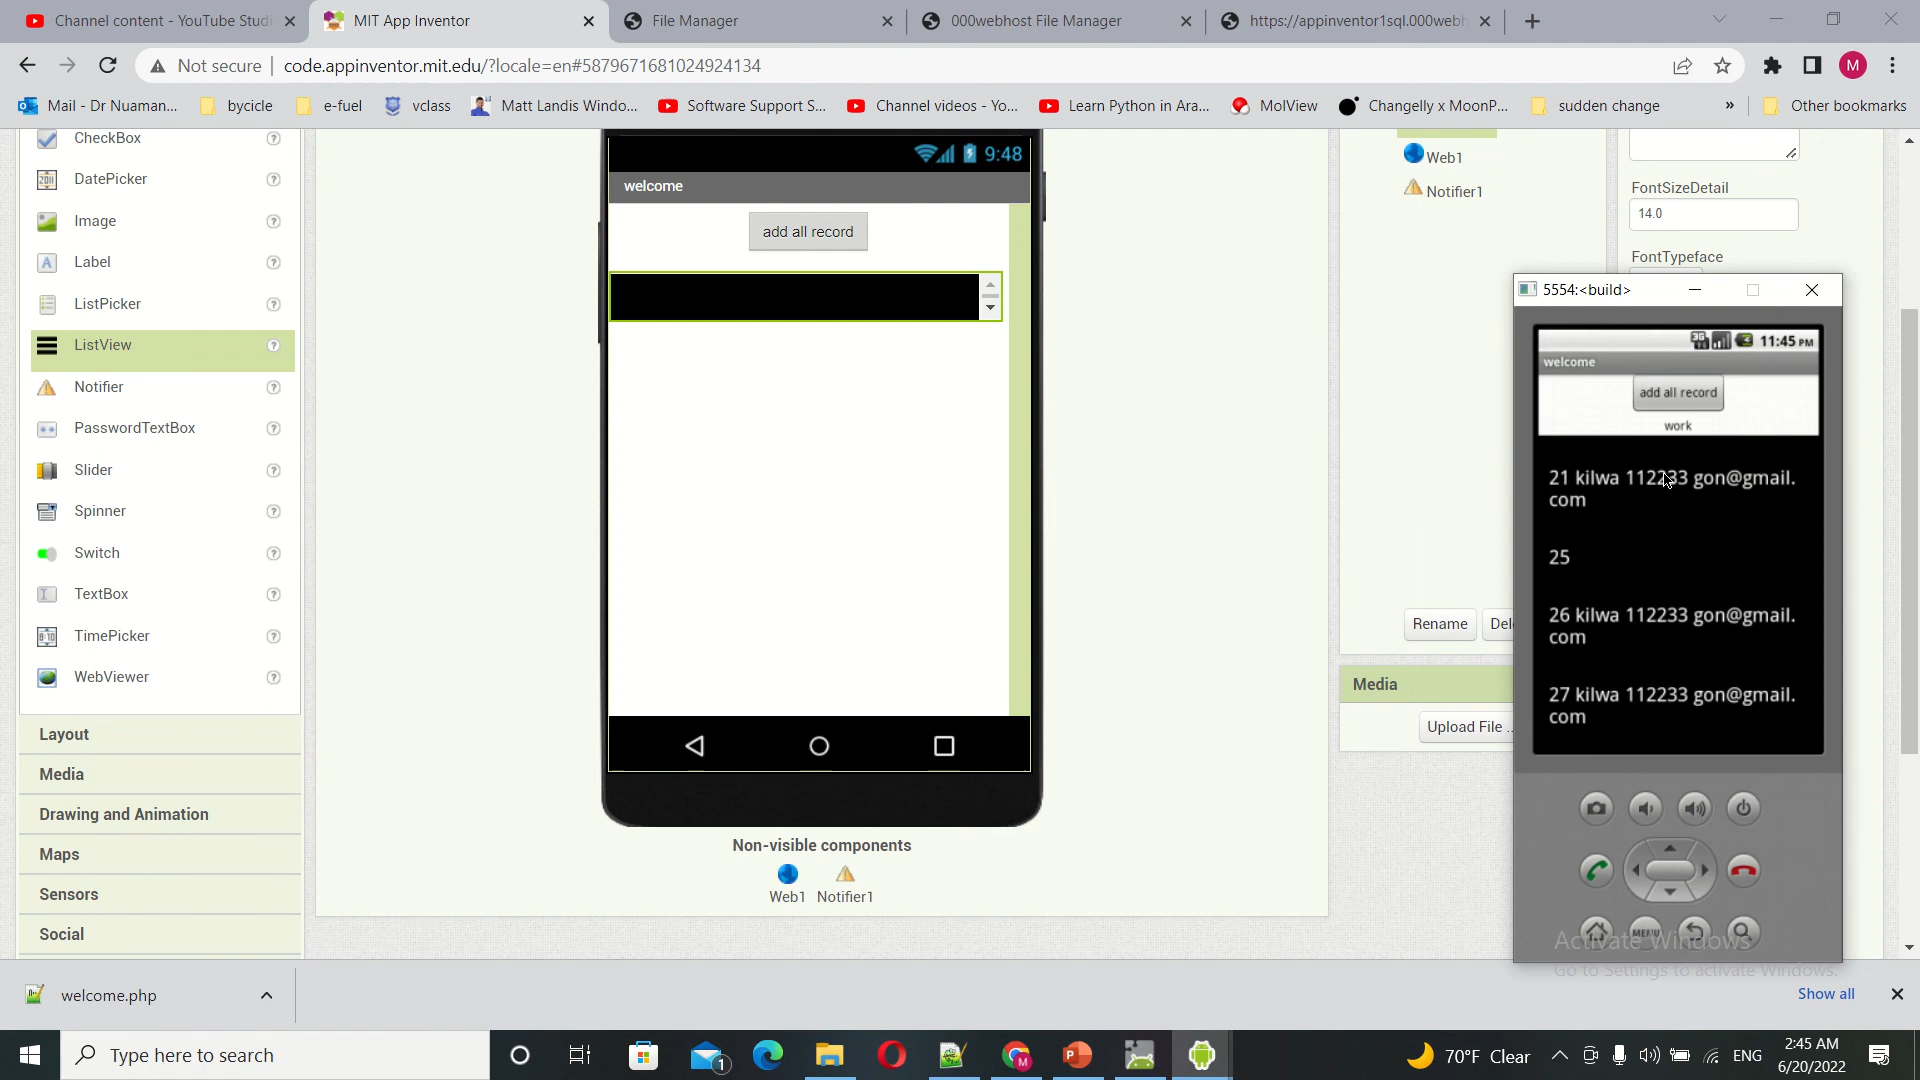 Channel content - YouTube Studi
MIT App Inventor
File Manager
000webhost File Manager
https://appinventor1sql.000webh
Not secure
code.appinventor.mit.edu/?locale=en#5879671681024924134
M
Mail - Dr Nuaman...
bycicle
e-fuel
vclass
Matt Landis Windo...
Software Support S...
Channel videos - Yo...
Learn Python in Ara...
MolView
Changelly x MoonP...
sudden change
»
Other bookmarks
CheckBox
DatePicker
Image
Label
ListPicker
ListView
Notifier
PasswordTextBox
Slider
Spinner
Switch
TextBox
TimePicker
WebViewer
Layout
Media
Drawing and Animation
Maps
Sensors
Social
9:48
welcome
add all record
Non-visible components
Web1
Notifier1
Web1
Notifier1
Rename
Del
Media
Upload File ..
FontSizeDetail
14.0
FontTypeface
5554:<build>
11:45 PM
welcome
add all record
work
21 kilwa 112233 gon@gmail.
com
25
26 kilwa 112233 gon@gmail.
com
27 kilwa 112233 gon@gmail.
com
MENU
Activate Windows
Go to Settings to activate Windows.
welcome.php
Show all
Type here to search
1
70°F Clear
ENG
2:45 AM
6/20/2022